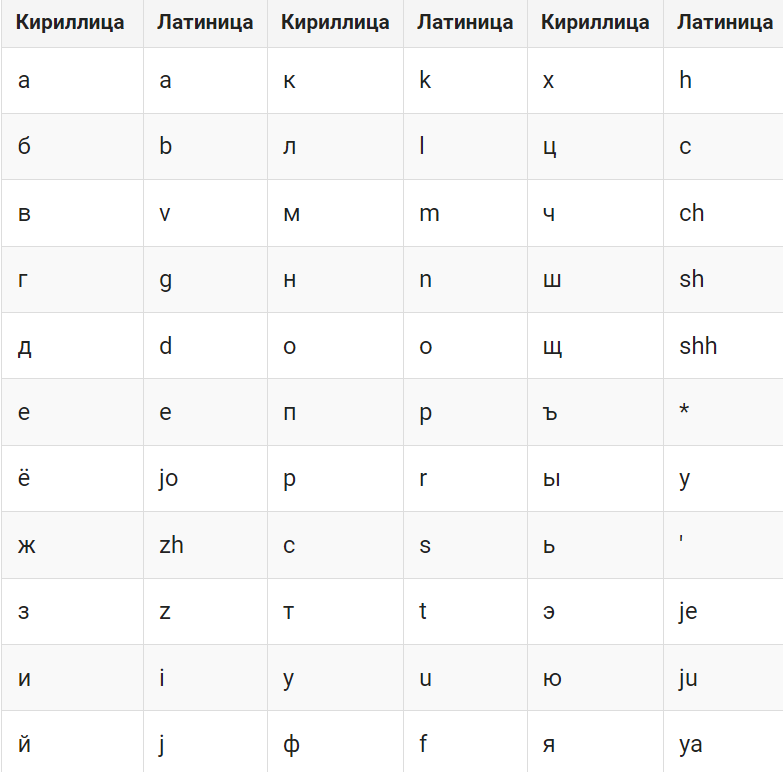 Кириллица Латиница Кириллица Латиница Кириллица Латиница
а a к k х h
б b л l ц c
в v м m ч ch
г g н n ш sh
д d о o щ shh
е e п p ъ *
ё jo р r ы y
ж zh с s ь '
з z т t э je
и i у u ю ju
й j ф f я ya